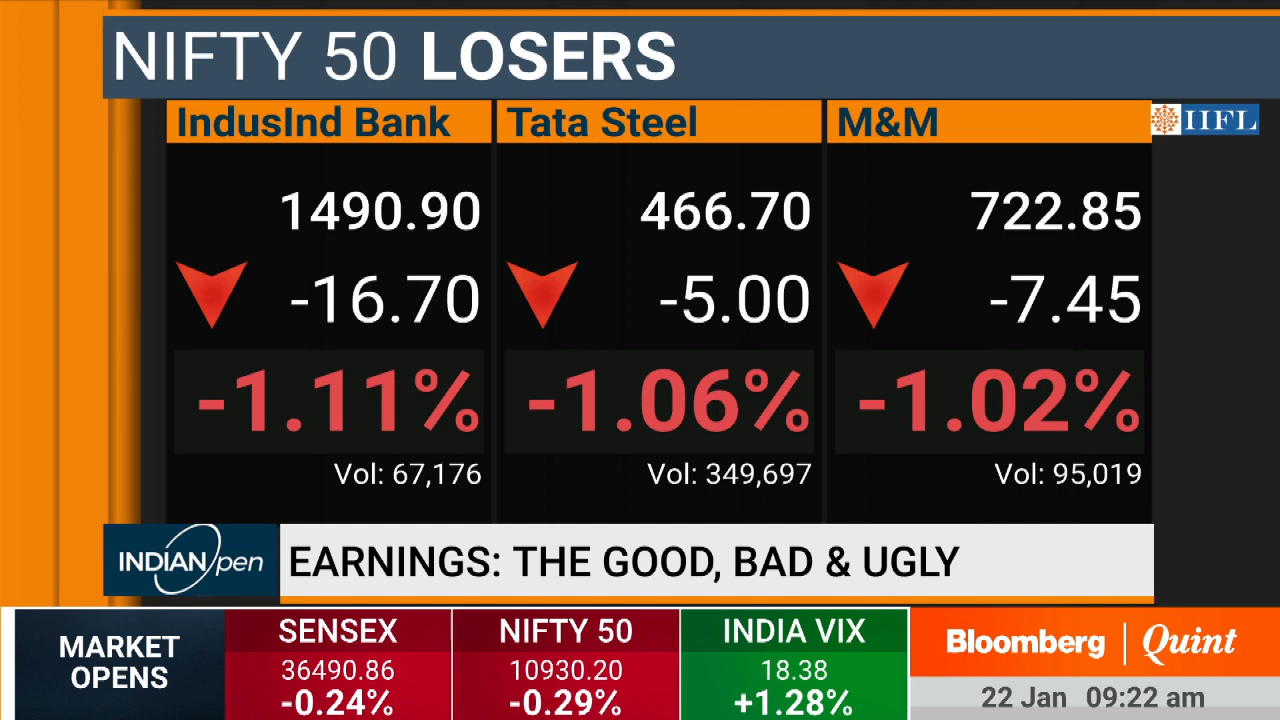 NIFTY 50 LOSERS
IndusInd Bank
1490.90
-16.70
-1.11%
Vol: 67,176
Tata Steel
466.70
-5.00
-1.06%
Vol: 349,697
M&M
722.85
-7.45
-1.02%
Vol: 95,019
IIFL
INDIAN Open
EARNINGS: THE GOOD, BAD & UGLY
MARKET
OPENS
SENSEX
36490.86
-0.24%
NIFTY 50
10930.20
-0.29%
INDIA VIX
18.38
+1.28%
Bloomberg | Quint
22 Jan 09:22 am